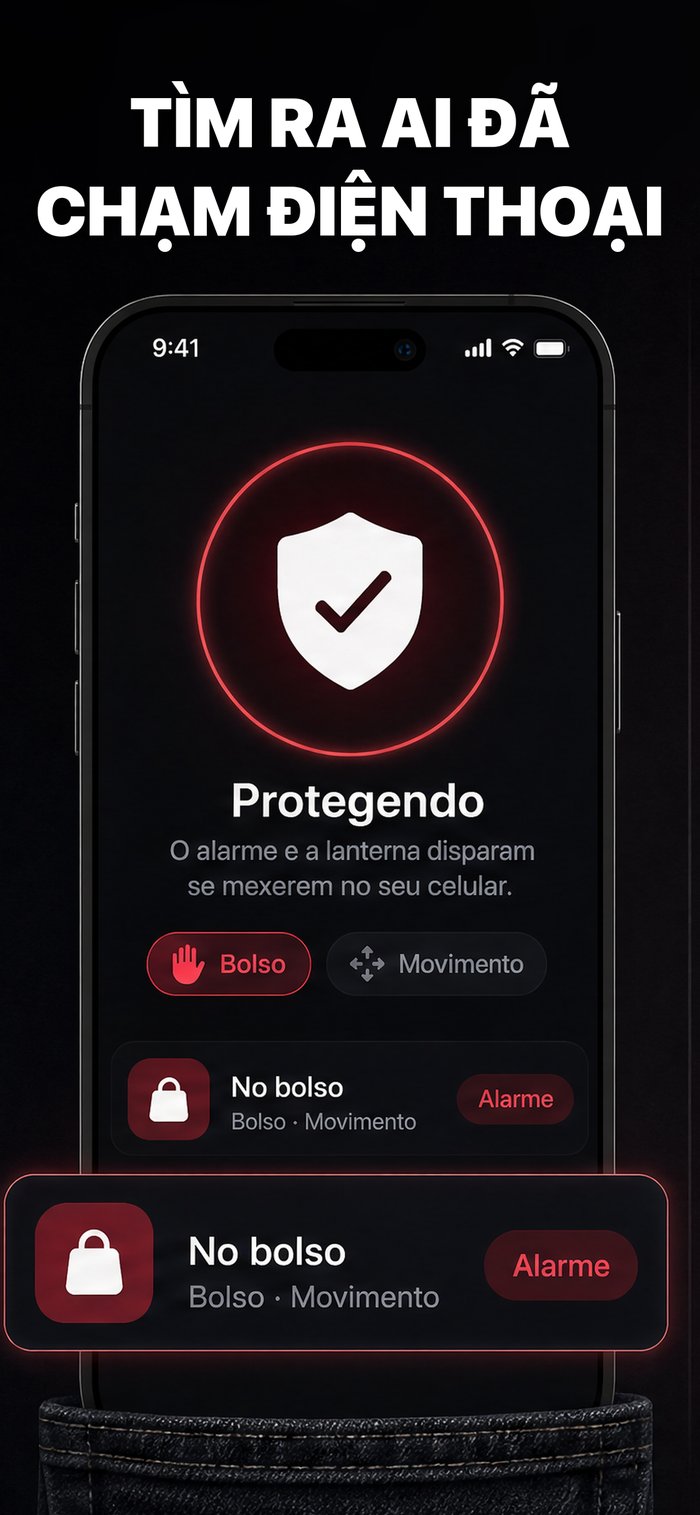 TÌM RA AI ĐÃ
CHẠM ĐIỆN THOẠI
9:41
Protegendo
O alarme e a lanterna disparam
se mexerem no seu celular.
Bolso
Movimento
No bolso
Alarme
Bolso · Movimento
No bolso
Alarme
Bolso · Movimento